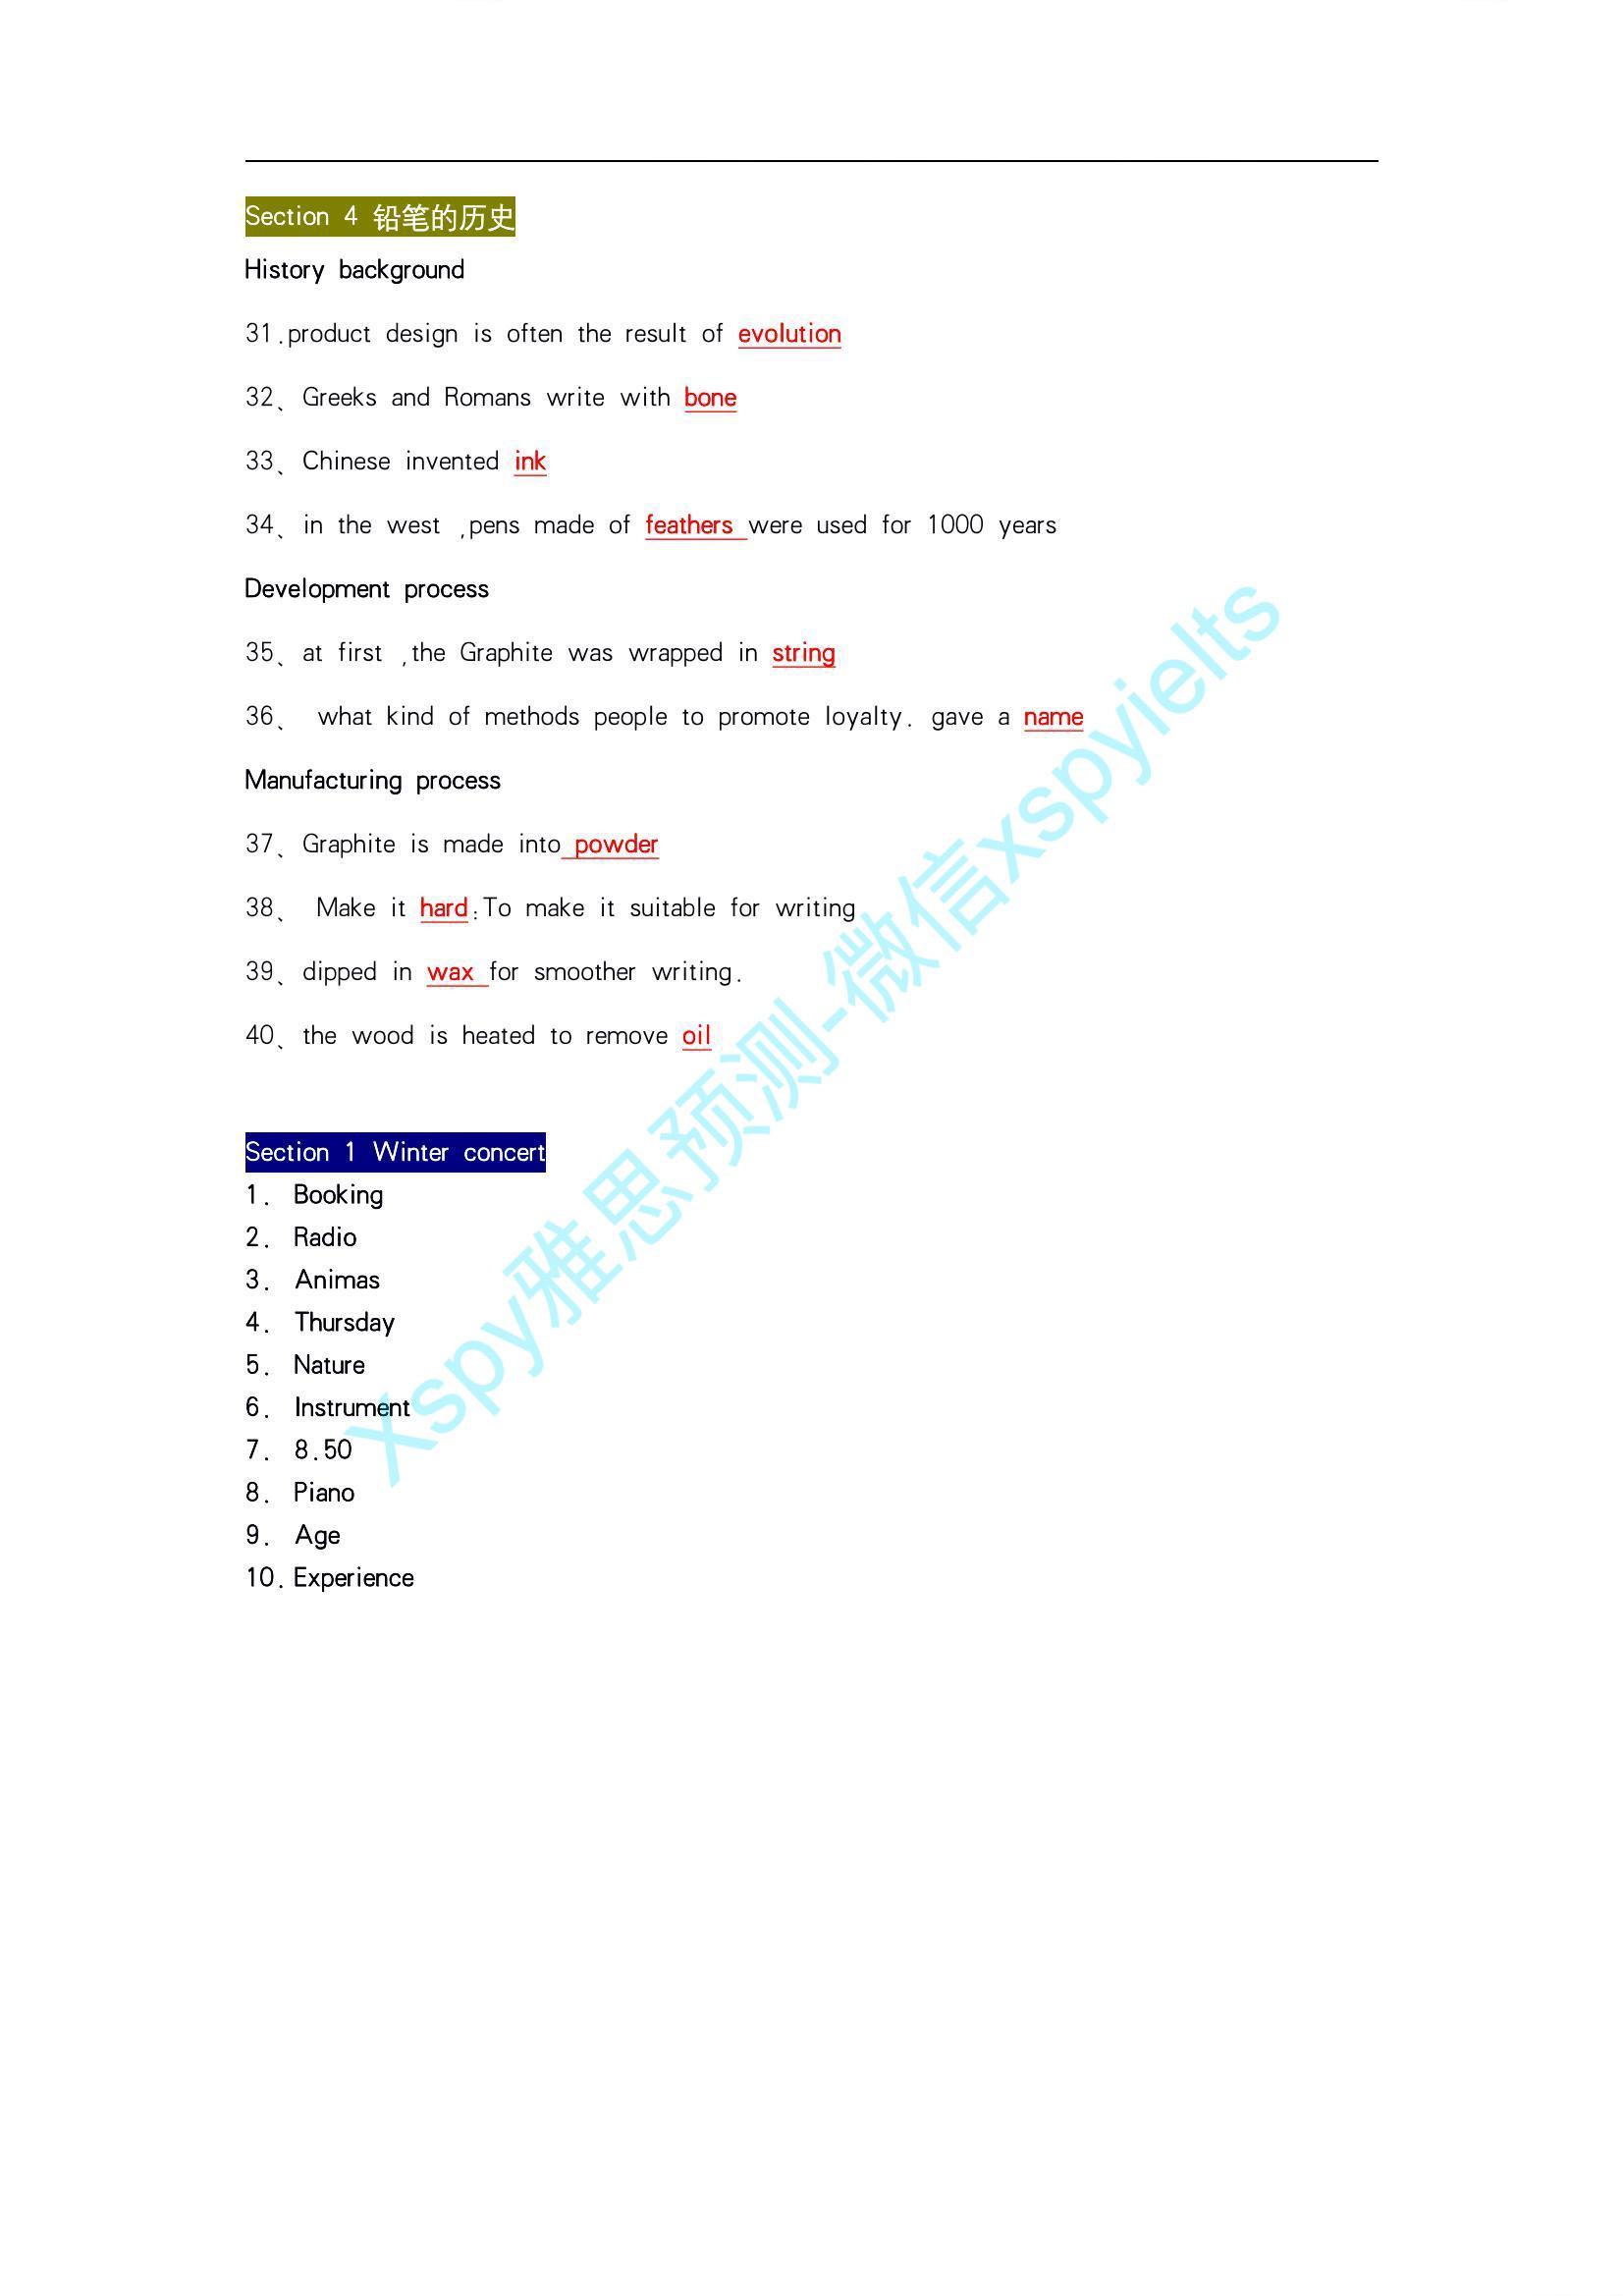 Section 4 铅笔的历史
History background
31.product design is often the result of evolution
32、Greeks and Romans write with bone
33、Chinese invented ink
34、in the west ,pens made of feathers were used for 1000 years
Development process
35、at first ,the Graphite was wrapped in string
36、 what kind of methods people to promote loyalty. gave a name
Manufacturing process
37、Graphite is made into powder
38、 Make it hard:To make it suitable for writing
39、dipped in wax for smoother writing.
40、the wood is heated to remove oil
Section 1 Winter concert
1. Booking
2. Radio
3. Animas
4. Thursday
5. Nature
6. Instrument
7. 8.50
8. Piano
9. Age
10. Experience
Xspy雅思预测-微信xspyielts